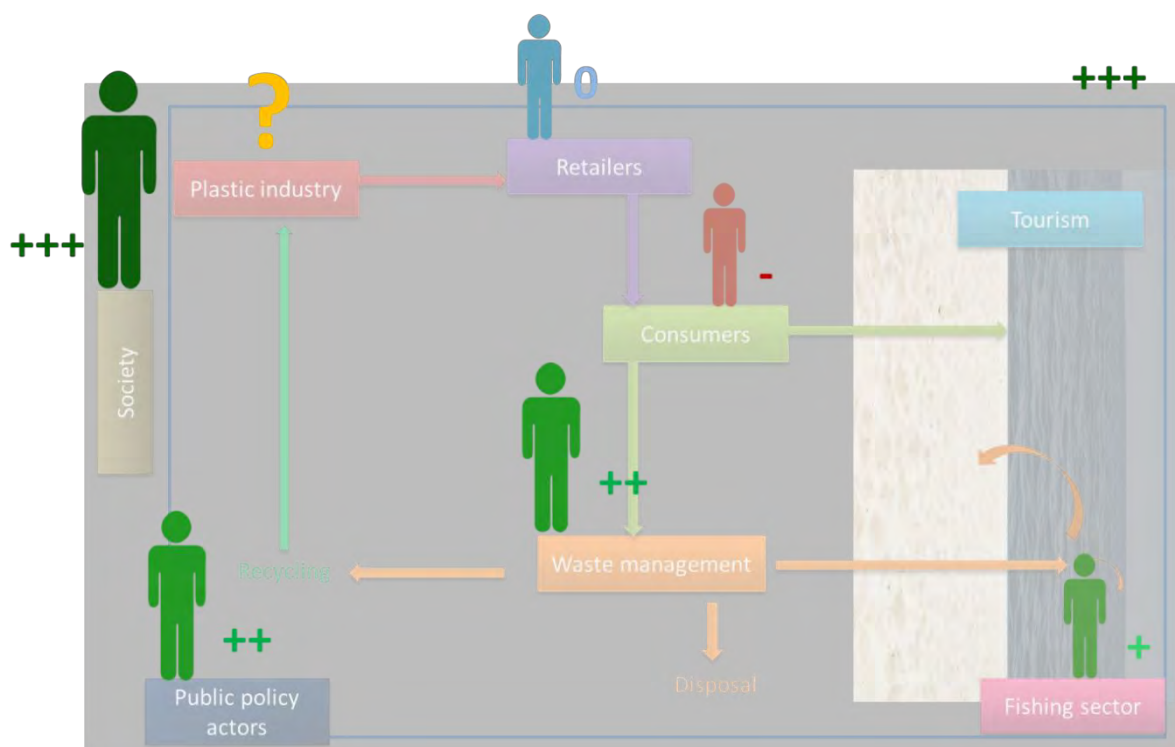 0
+++
?
Retailers
Plastic industry
Tourism
+++
-
Consumers
Society
++
Waste management
Recycling
++
+
Disposal
Public policy
actors
Fishing sector